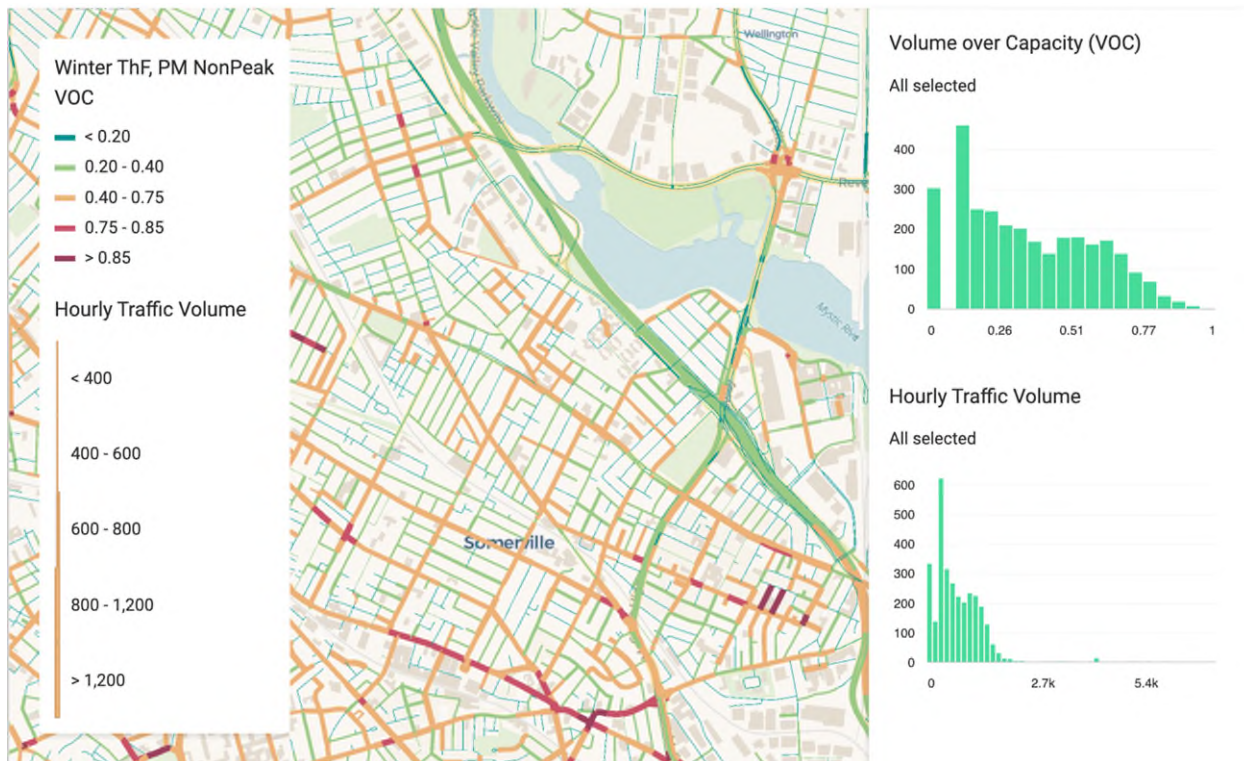 Winter ThF, PM NonPeak
VOC
< 0.20
0.20 - 0.40
0.40 - 0.75
0.75 - 0.85
> 0.85
Hourly Traffic Volume
< 400
400 - 600
600 - 800
800 - 1,200
> 1,200
Wellington
Somerville
Volume over Capacity (VOC)
All selected
400
300
200
100
0
0 0.26 0.51 0.77 1
Hourly Traffic Volume
All selected
600
500
400
300
200
100
0
0 2.7k 5.4k